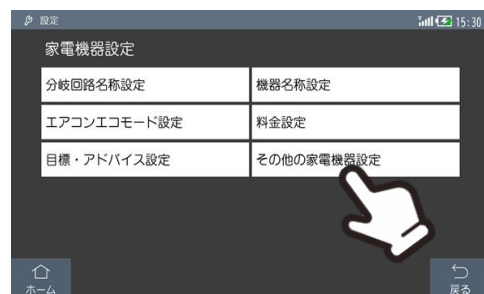 設定 15:30
家電機器設定
分岐回路名称設定 機器名称設定
エアコンエコモード設定 料金設定
目標・アドバイス設定 その他の家電機器設定
ホーム 戻る